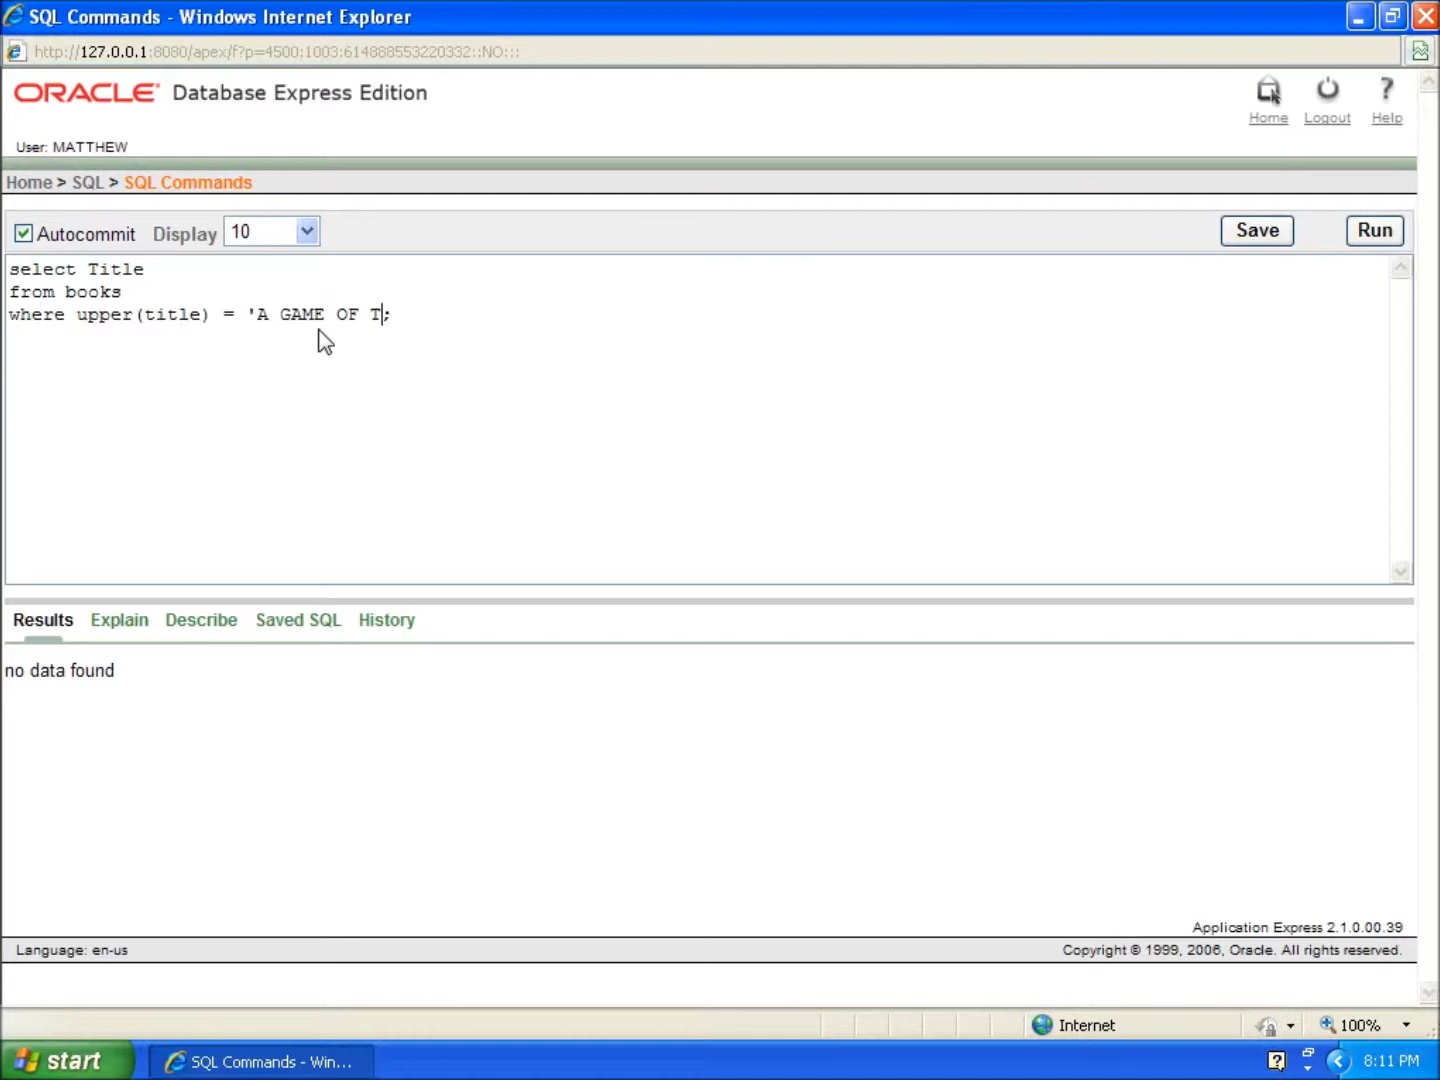 SQL Commands - Windows Internet Explorer
http://127.0.0.1:8080/apex/f?p=4500:1003:614888553220332::NO:::
ORACLE Database Express Edition
Home Logout Help
User: MATTHEW
Home > SQL > SQL Commands
Autocommit Display 10 Save Run
select Title
from books
where upper(title) = 'A GAME OF T;
Results Explain Describe Saved SQL History
no data found
Application Express 2.1.0.00.39
Language: en-us Copyright © 1999, 2006, Oracle. All rights reserved.
Internet 100%
start SQL Commands - Win... 8:11 PM